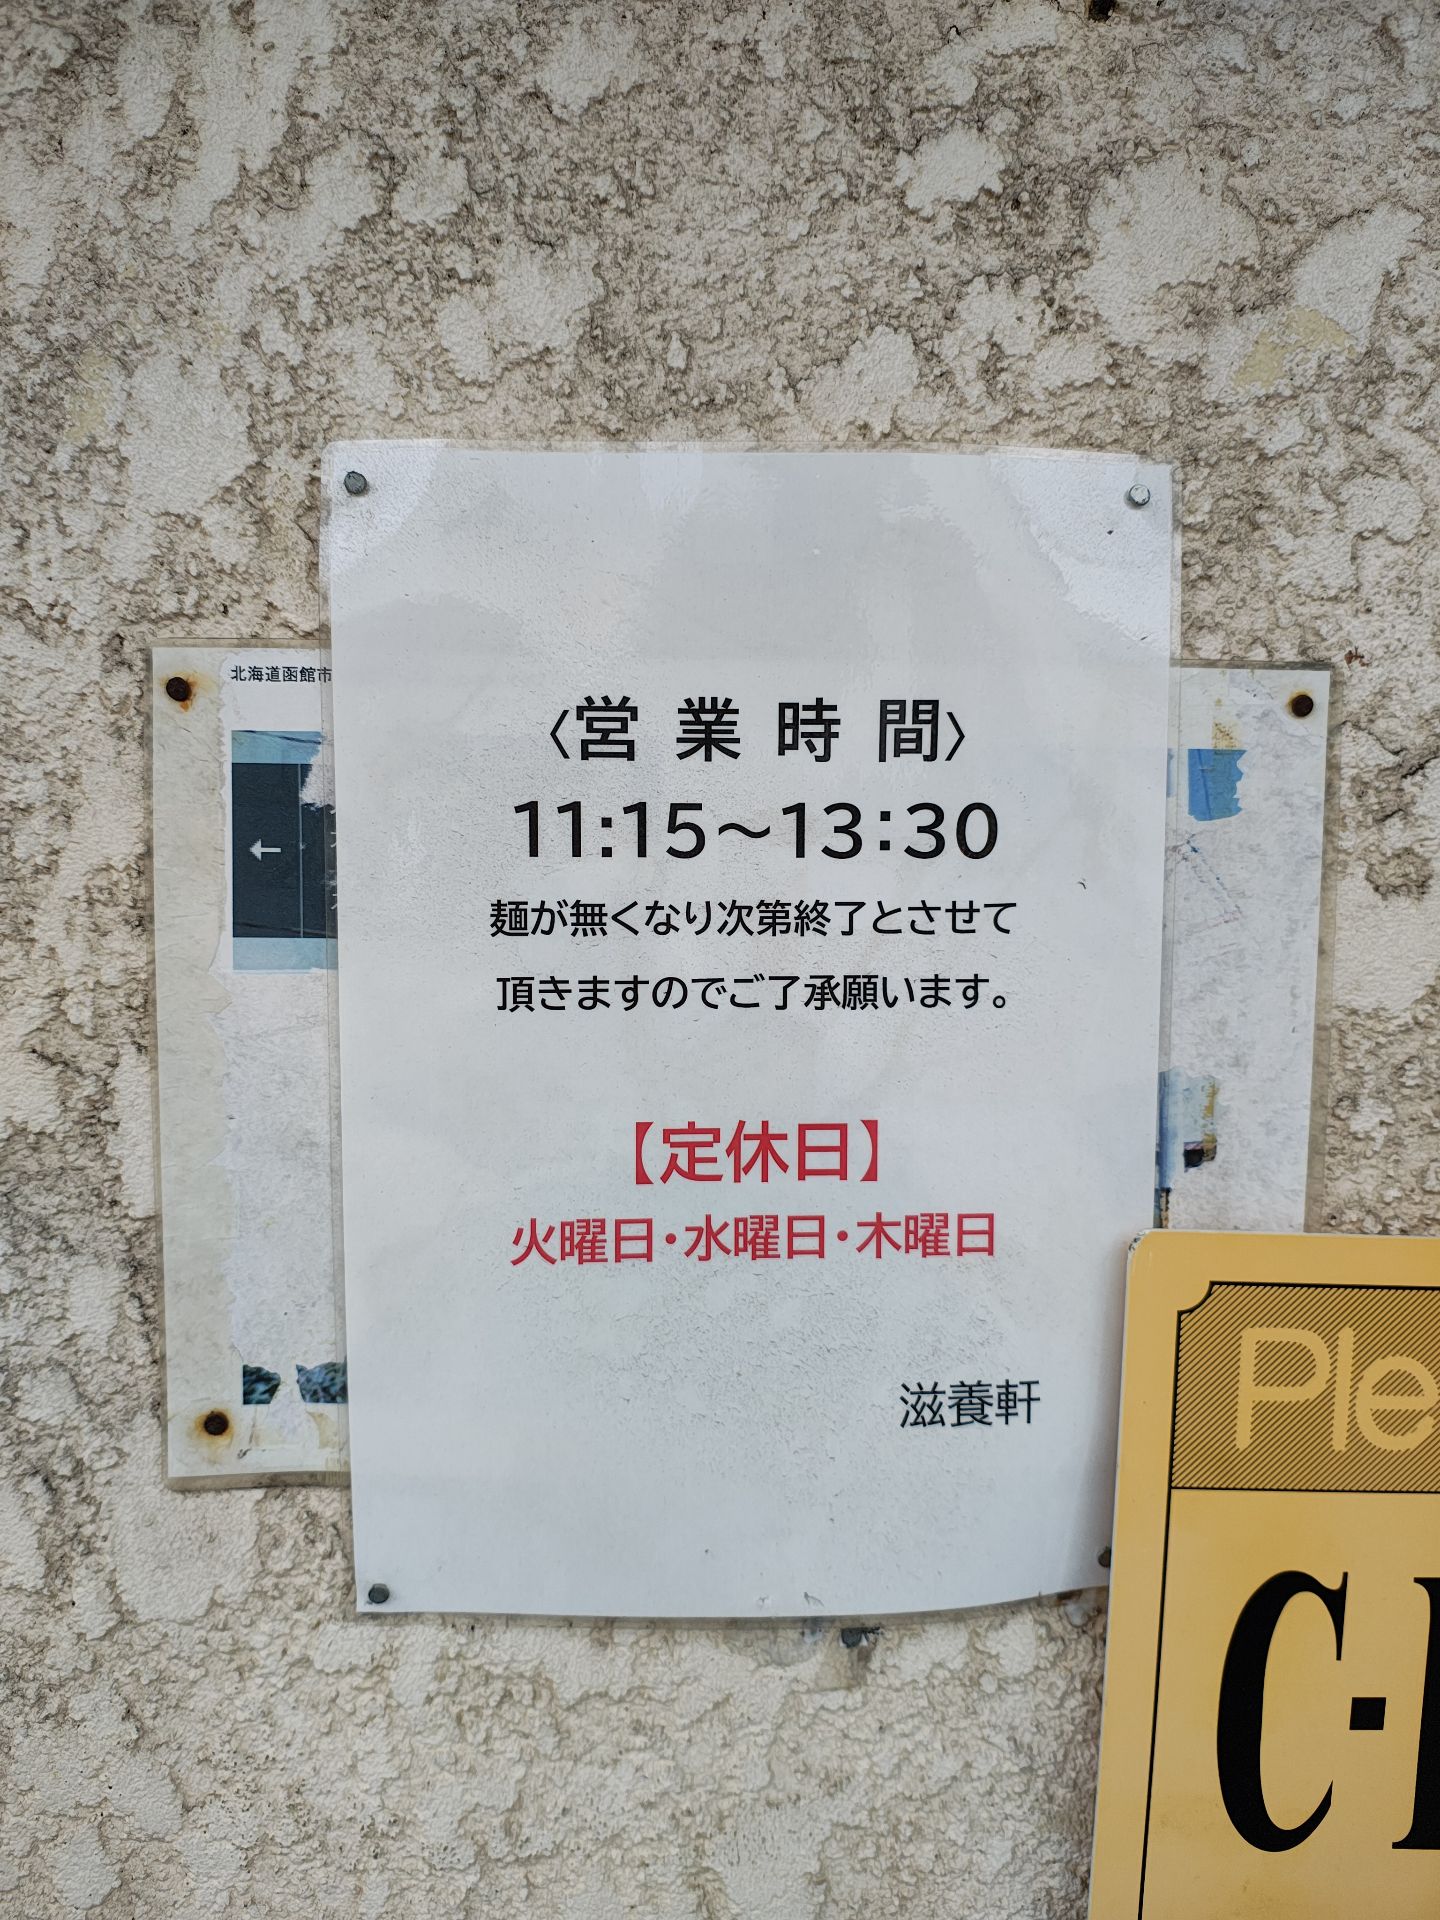 北海道函館市
←
〈営業時間〉
11:15〜13:30
麺が無くなり次第終了とさせて
頂きますのでご了承願います。
【定休日】
火曜日・水曜日・木曜日
滋養軒
Ple
C-